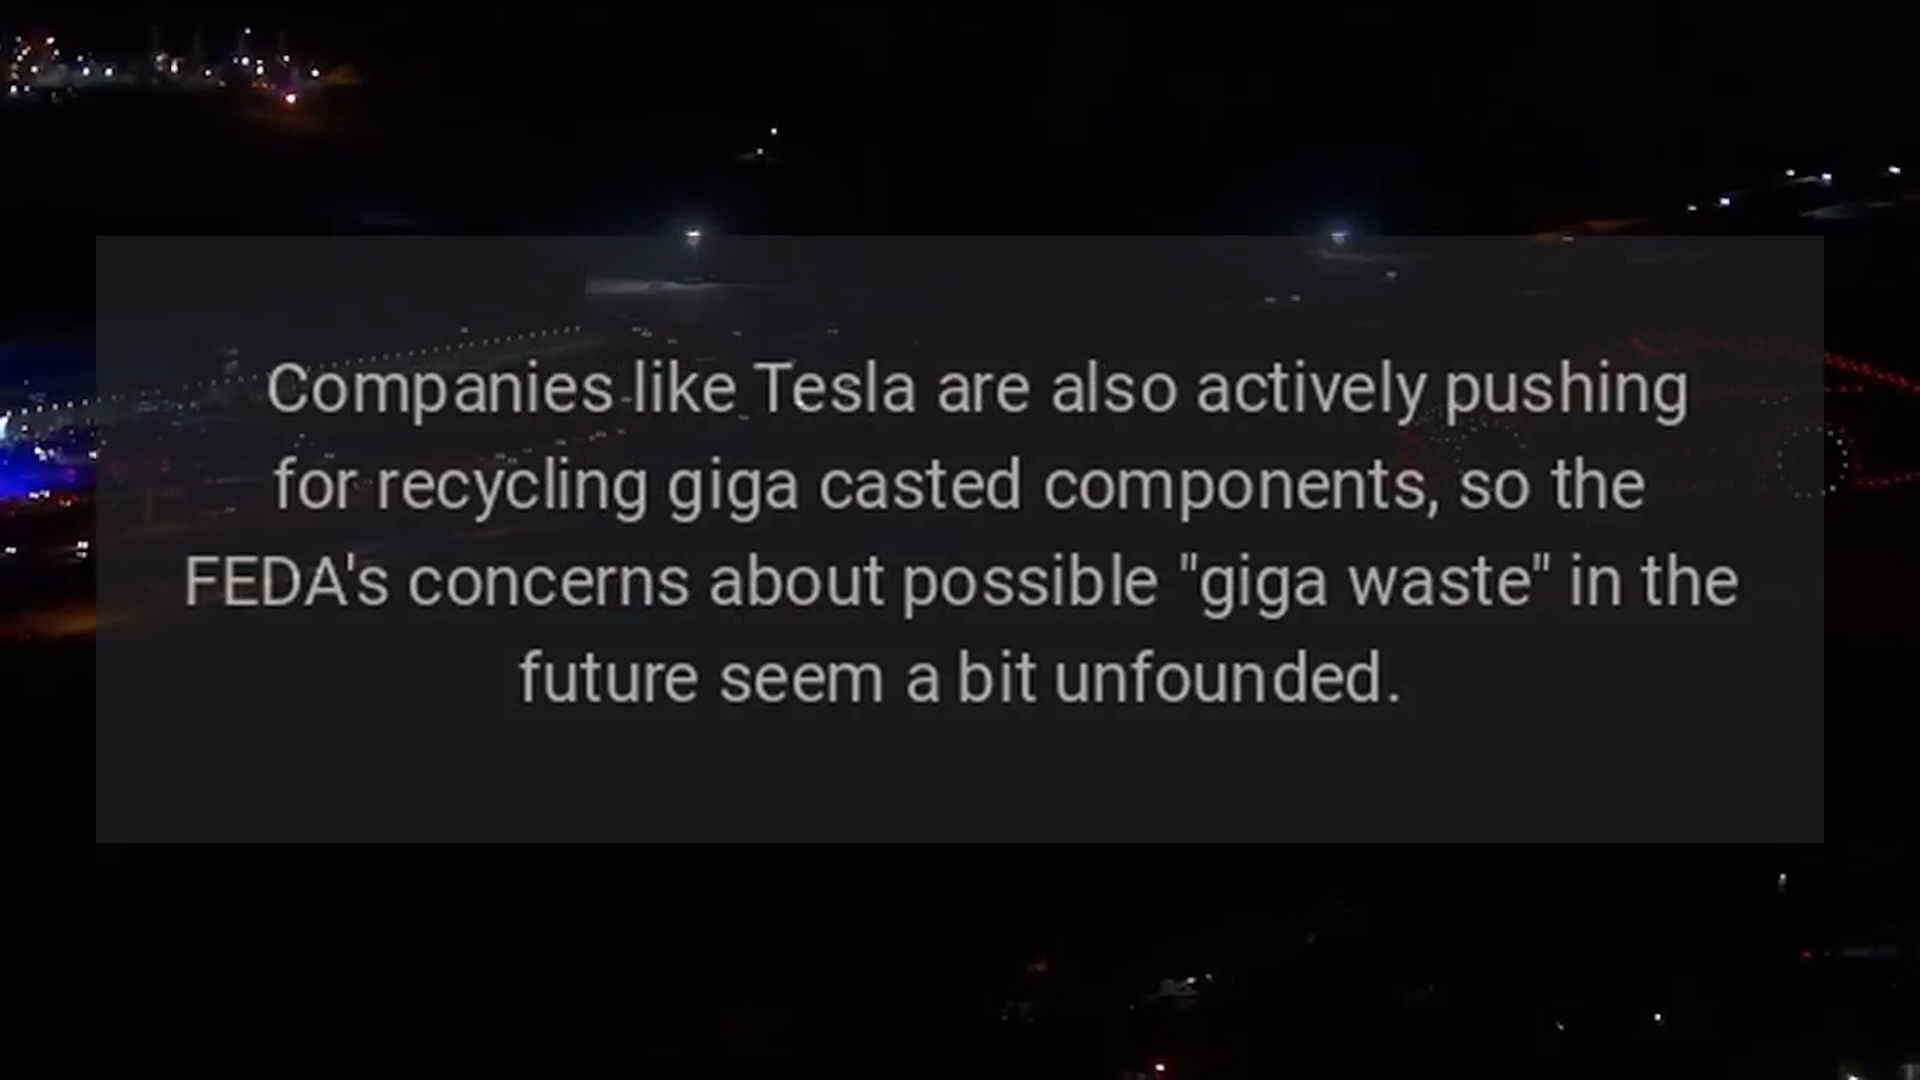 Companies like Tesla are also actively pushing
for recycling giga casted components, so the
FEDA's concerns about possible "giga waste" in the
future seem a bit unfounded.